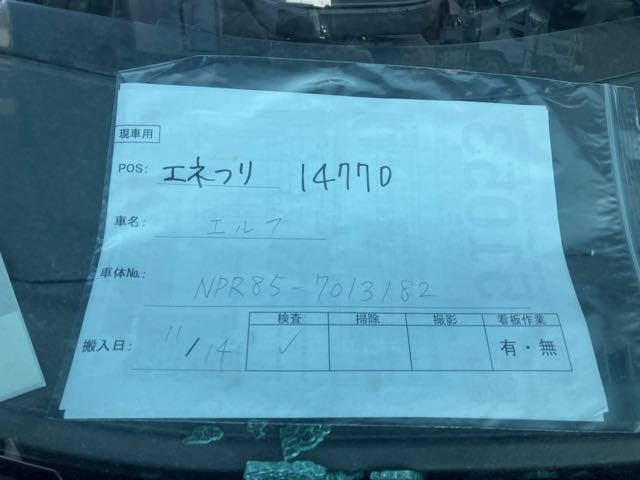 現車用
POS: エネフリ 14770
車名: エルフ
車体No.: NPR85-7013182
搬入日: 11/14
検査 掃除 撮影 看板作業
✓ 有・無
31053